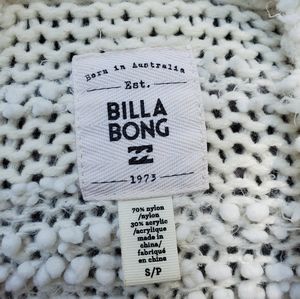 Born in Australia
Est.
BILLA
BONG
1973
70% nylon
/nylon
30% acrylic
/acrylique
made in
china/
fabriqué
en chine
S/P